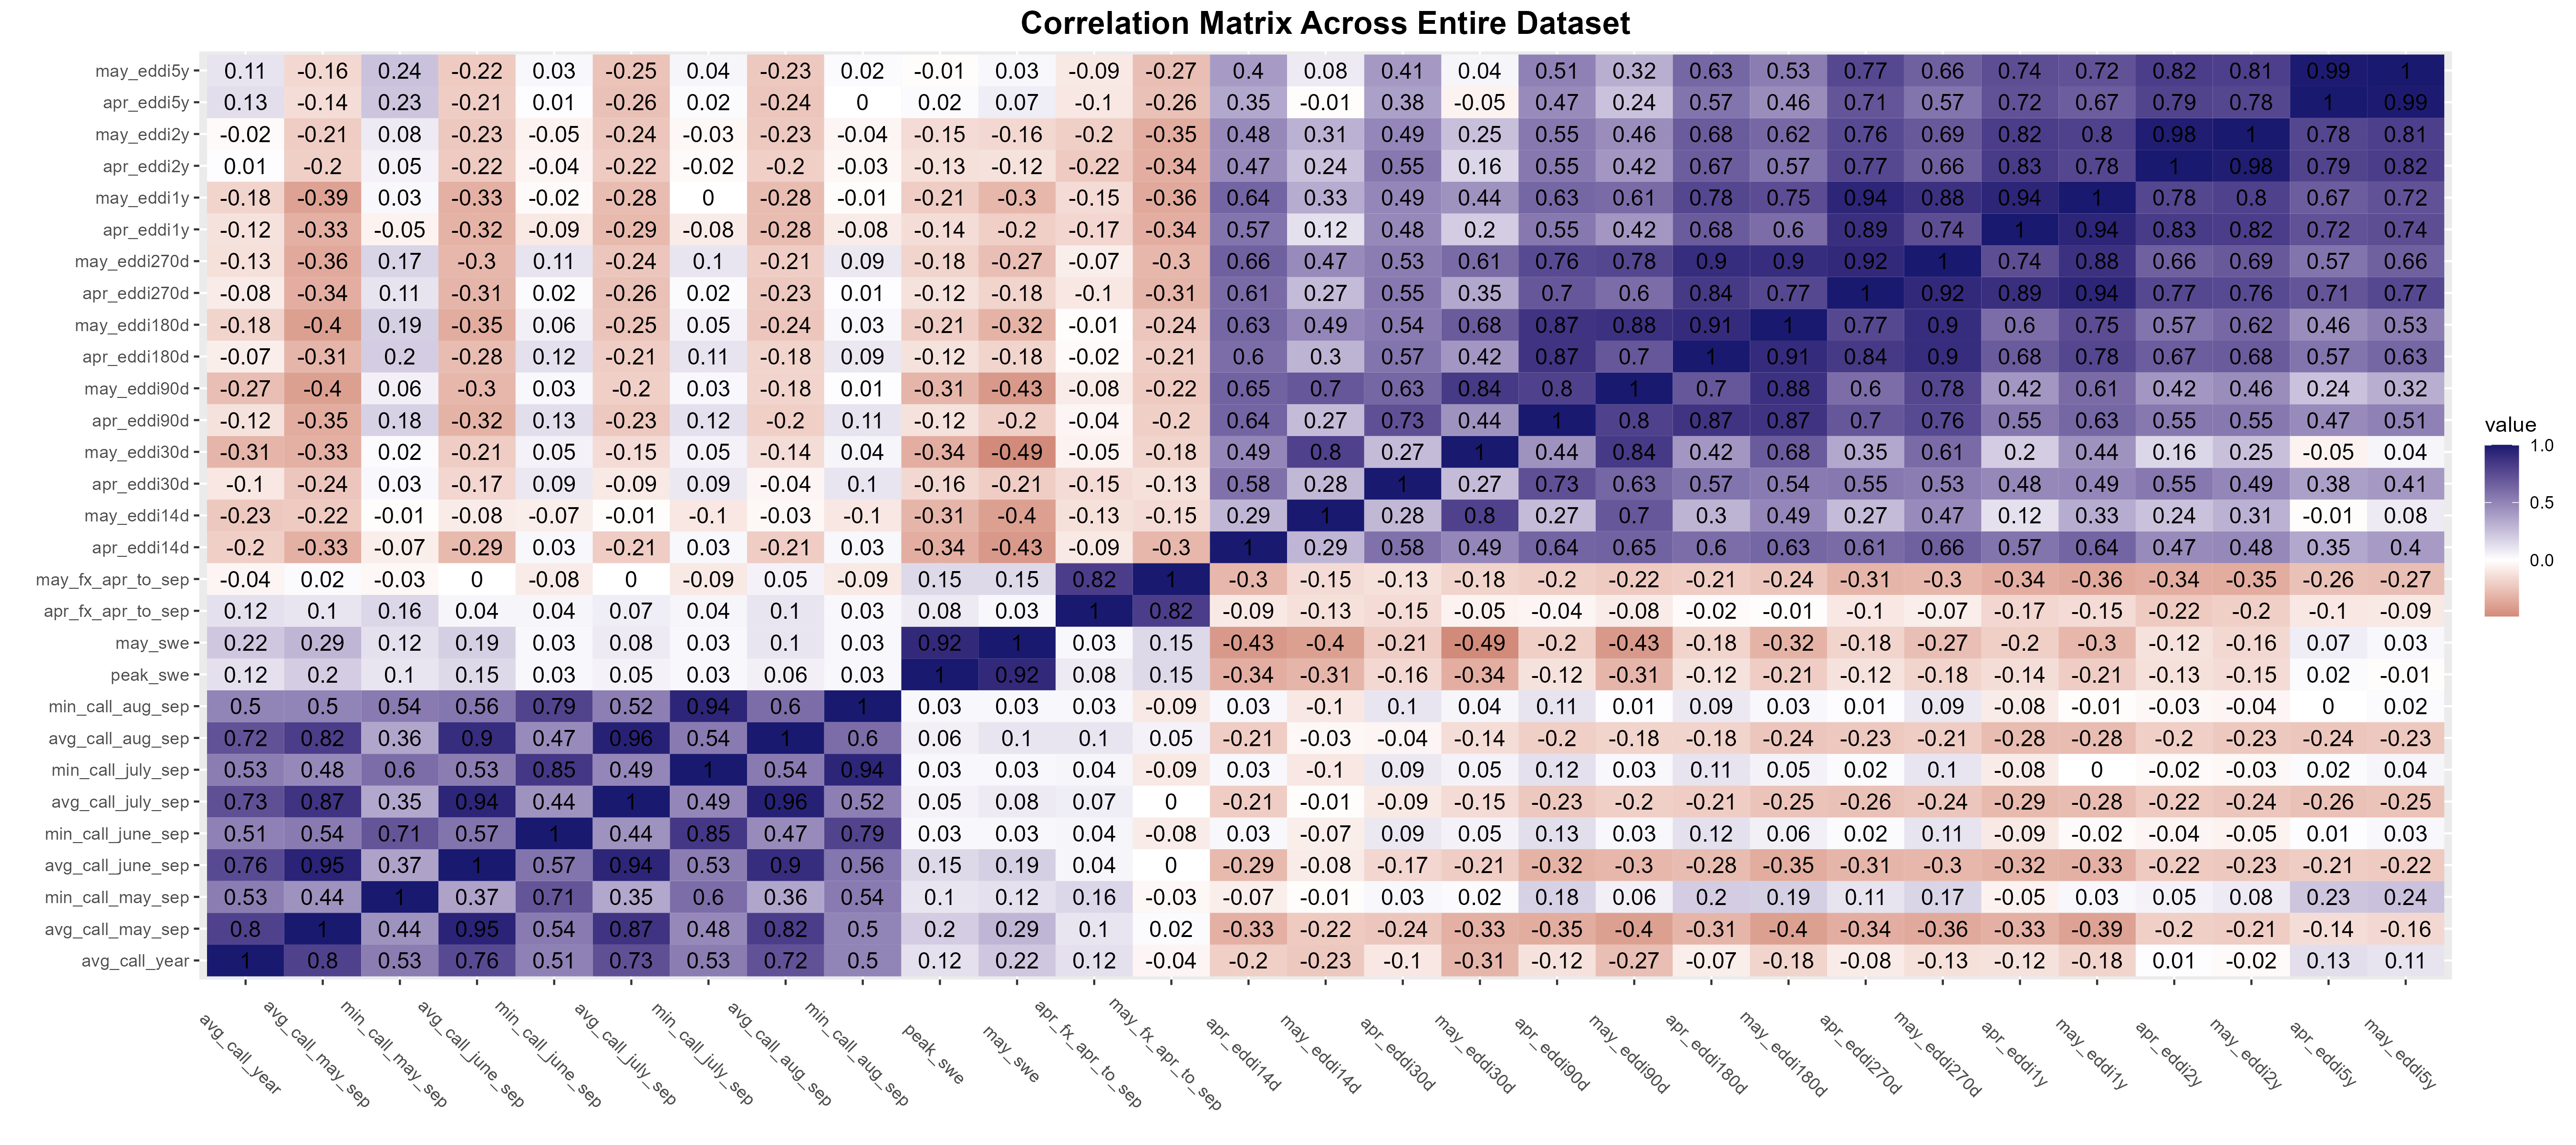 Correlation Matrix Across Entire Dataset
may_eddi5y 0.11 -0.16 0.24 -0.22 0.03 -0.25 0.04 -0.23 0.02 -0.01 0.03 -0.09 -0.27 0.4 0.08 0.41 0.04 0.51 0.32 0.63 0.53 0.77 0.66 0.74 0.72 0.82 0.81 0.99 1
apr_eddi5y 0.13 -0.14 0.23 -0.21 0.01 -0.26 0.02 -0.24 0 0.02 0.07 -0.1 -0.26 0.35 -0.01 0.38 -0.05 0.47 0.24 0.57 0.46 0.71 0.57 0.72 0.67 0.79 0.78 1 0.99
may_eddi2y -0.02 -0.21 0.08 -0.23 -0.05 -0.24 -0.03 -0.23 -0.04 -0.15 -0.16 -0.2 -0.35 0.48 0.31 0.49 0.25 0.55 0.46 0.68 0.62 0.76 0.69 0.82 0.8 0.98 1 0.78 0.81
apr_eddi2y 0.01 -0.2 0.05 -0.22 -0.04 -0.22 -0.02 -0.2 -0.03 -0.13 -0.12 -0.22 -0.34 0.47 0.24 0.55 0.16 0.55 0.42 0.67 0.57 0.77 0.66 0.83 0.78 1 0.98 0.79 0.82
may_eddi1y -0.18 -0.39 0.03 -0.33 -0.02 -0.28 0 -0.28 -0.01 -0.21 -0.3 -0.15 -0.36 0.64 0.33 0.49 0.44 0.63 0.61 0.78 0.75 0.94 0.88 0.94 1 0.78 0.8 0.67 0.72
apr_eddi1y -0.12 -0.33 -0.05 -0.32 -0.09 -0.29 -0.08 -0.28 -0.08 -0.14 -0.2 -0.17 -0.34 0.57 0.12 0.48 0.2 0.55 0.42 0.68 0.6 0.89 0.74 1 0.94 0.83 0.82 0.72 0.74
may_eddi270d -0.13 -0.36 0.17 -0.3 0.11 -0.24 0.1 -0.21 0.09 -0.18 -0.27 -0.07 -0.3 0.66 0.47 0.53 0.61 0.76 0.78 0.9 0.9 0.92 1 0.74 0.88 0.66 0.69 0.57 0.66
apr_eddi270d -0.08 -0.34 0.11 -0.31 0.02 -0.26 0.02 -0.23 0.01 -0.12 -0.18 -0.1 -0.31 0.61 0.27 0.55 0.35 0.7 0.6 0.84 0.77 1 0.92 0.89 0.94 0.77 0.76 0.71 0.77
may_eddi180d -0.18 -0.4 0.19 -0.35 0.06 -0.25 0.05 -0.24 0.03 -0.21 -0.32 -0.01 -0.24 0.63 0.49 0.54 0.68 0.87 0.88 0.91 1 0.77 0.9 0.6 0.75 0.57 0.62 0.46 0.53
apr_eddi180d -0.07 -0.31 0.2 -0.28 0.12 -0.21 0.11 -0.18 0.09 -0.12 -0.18 -0.02 -0.21 0.6 0.3 0.57 0.42 0.87 0.7 1 0.91 0.84 0.9 0.68 0.78 0.67 0.68 0.57 0.63
may_eddi90d -0.27 -0.4 0.06 -0.3 0.03 -0.2 0.03 -0.18 0.01 -0.31 -0.43 -0.08 -0.22 0.65 0.7 0.63 0.84 0.8 1 0.7 0.88 0.6 0.78 0.42 0.61 0.42 0.46 0.24 0.32
apr_eddi90d -0.12 -0.35 0.18 -0.32 0.13 -0.23 0.12 -0.2 0.11 -0.12 -0.2 -0.04 -0.2 0.64 0.27 0.73 0.44 1 0.8 0.87 0.87 0.7 0.76 0.55 0.63 0.55 0.55 0.47 0.51
may_eddi30d -0.31 -0.33 0.02 -0.21 0.05 -0.15 0.05 -0.14 0.04 -0.34 -0.49 -0.05 -0.18 0.49 0.8 0.27 1 0.44 0.84 0.42 0.68 0.35 0.61 0.2 0.44 0.16 0.25 -0.05 0.04
apr_eddi30d -0.1 -0.24 0.03 -0.17 0.09 -0.09 0.09 -0.04 0.1 -0.16 -0.21 -0.15 -0.13 0.58 0.28 1 0.27 0.73 0.63 0.57 0.54 0.55 0.53 0.48 0.49 0.55 0.49 0.38 0.41
may_eddi14d -0.23 -0.22 -0.01 -0.08 -0.07 -0.01 -0.1 -0.03 -0.1 -0.31 -0.4 -0.13 -0.15 0.29 1 0.28 0.8 0.27 0.7 0.3 0.49 0.27 0.47 0.12 0.33 0.24 0.31 -0.01 0.08
apr_eddi14d -0.2 -0.33 -0.07 -0.29 0.03 -0.21 0.03 -0.21 0.03 -0.34 -0.43 -0.09 -0.3 1 0.29 0.58 0.49 0.64 0.65 0.6 0.63 0.61 0.66 0.57 0.64 0.47 0.48 0.35 0.4
may_fx_apr_to_sep -0.04 0.02 -0.03 0 -0.08 0 -0.09 0.05 -0.09 0.15 0.15 0.82 1 -0.3 -0.15 -0.13 -0.18 -0.2 -0.22 -0.21 -0.24 -0.31 -0.3 -0.34 -0.36 -0.34 -0.35 -0.26 -0.27
apr_fx_apr_to_sep 0.12 0.1 0.16 0.04 0.04 0.07 0.04 0.1 0.03 0.08 0.03 1 0.82 -0.09 -0.13 -0.15 -0.05 -0.04 -0.08 -0.02 -0.01 -0.1 -0.07 -0.17 -0.15 -0.22 -0.2 -0.1 -0.09
may_swe 0.22 0.29 0.12 0.19 0.03 0.08 0.03 0.1 0.03 0.92 1 0.03 0.15 -0.43 -0.4 -0.21 -0.49 -0.2 -0.43 -0.18 -0.32 -0.18 -0.27 -0.2 -0.3 -0.12 -0.16 0.07 0.03
peak_swe 0.12 0.2 0.1 0.15 0.03 0.05 0.03 0.06 0.03 1 0.92 0.08 0.15 -0.34 -0.31 -0.16 -0.34 -0.12 -0.31 -0.12 -0.21 -0.12 -0.18 -0.14 -0.21 -0.13 -0.15 0.02 -0.01
min_call_aug_sep 0.5 0.5 0.54 0.56 0.79 0.52 0.94 0.6 1 0.03 0.03 0.03 -0.09 0.03 -0.1 0.1 0.04 0.11 0.01 0.09 0.03 0.01 0.09 -0.08 -0.01 -0.03 -0.04 0 0.02
avg_call_aug_sep 0.72 0.82 0.36 0.9 0.47 0.96 0.54 1 0.6 0.06 0.1 0.1 0.05 -0.21 -0.03 -0.04 -0.14 -0.2 -0.18 -0.18 -0.24 -0.23 -0.21 -0.28 -0.28 -0.2 -0.23 -0.24 -0.23
min_call_july_sep 0.53 0.48 0.6 0.53 0.85 0.49 1 0.54 0.94 0.03 0.03 0.04 -0.09 0.03 -0.1 0.09 0.05 0.12 0.03 0.11 0.05 0.02 0.1 -0.08 0 -0.02 -0.03 0.02 0.04
avg_call_july_sep 0.73 0.87 0.35 0.94 0.44 1 0.49 0.96 0.52 0.05 0.08 0.07 0 -0.21 -0.01 -0.09 -0.15 -0.23 -0.2 -0.21 -0.25 -0.26 -0.24 -0.29 -0.28 -0.22 -0.24 -0.26 -0.25
min_call_june_sep 0.51 0.54 0.71 0.57 1 0.44 0.85 0.47 0.79 0.03 0.03 0.04 -0.08 0.03 -0.07 0.09 0.05 0.13 0.03 0.12 0.06 0.02 0.11 -0.09 -0.02 -0.04 -0.05 0.01 0.03
avg_call_june_sep 0.76 0.95 0.37 1 0.57 0.94 0.53 0.9 0.56 0.15 0.19 0.04 0 -0.29 -0.08 -0.17 -0.21 -0.32 -0.3 -0.28 -0.35 -0.31 -0.3 -0.32 -0.33 -0.22 -0.23 -0.21 -0.22
min_call_may_sep 0.53 0.44 1 0.37 0.71 0.35 0.6 0.36 0.54 0.1 0.12 0.16 -0.03 -0.07 -0.01 0.03 0.02 0.18 0.06 0.2 0.19 0.11 0.17 -0.05 0.03 0.05 0.08 0.23 0.24
avg_call_may_sep 0.8 1 0.44 0.95 0.54 0.87 0.48 0.82 0.5 0.2 0.29 0.1 0.02 -0.33 -0.22 -0.24 -0.33 -0.35 -0.4 -0.31 -0.4 -0.34 -0.36 -0.33 -0.39 -0.2 -0.21 -0.14 -0.16
avg_call_year 1 0.8 0.53 0.76 0.51 0.73 0.53 0.72 0.5 0.12 0.22 0.12 -0.04 -0.2 -0.23 -0.1 -0.31 -0.12 -0.27 -0.07 -0.18 -0.08 -0.13 -0.12 -0.18 0.01 -0.02 0.13 0.11
avg_call_year
avg_call_may_sep
min_call_may_sep
avg_call_june_sep
min_call_june_sep
avg_call_july_sep
min_call_july_sep
avg_call_aug_sep
min_call_aug_sep
peak_swe
may_swe
apr_fx_apr_to_sep
may_fx_apr_to_sep
apr_eddi14d
may_eddi14d
apr_eddi30d
may_eddi30d
apr_eddi90d
may_eddi90d
apr_eddi180d
may_eddi180d
apr_eddi270d
may_eddi270d
apr_eddi1y
may_eddi1y
apr_eddi2y
may_eddi2y
apr_eddi5y
may_eddi5y
value
1.0
0.5
0.0